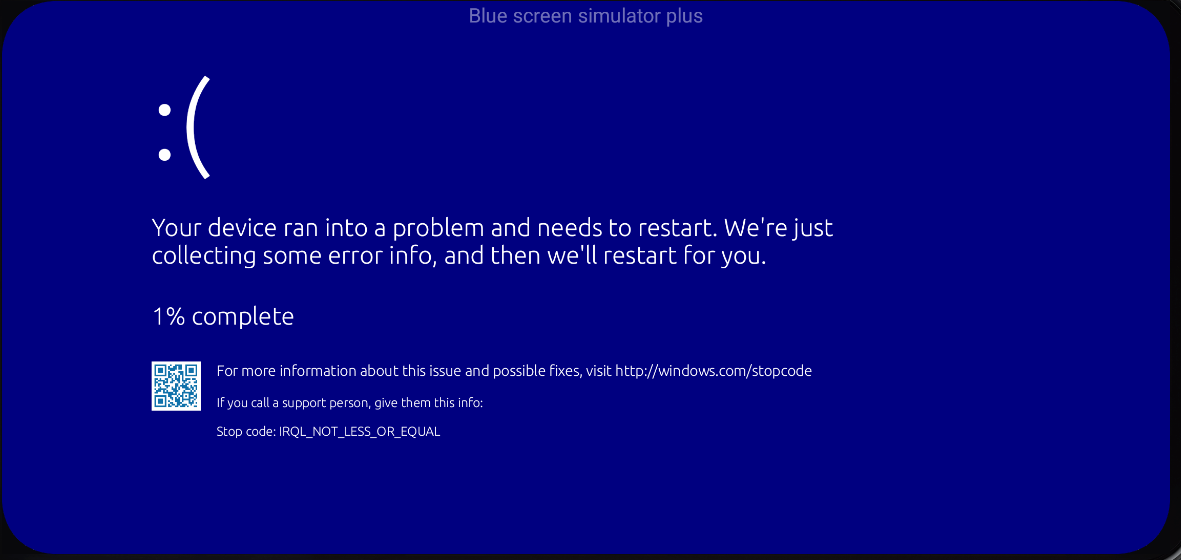 Blue screen simulator plus
:(
Your device ran into a problem and needs to restart. We're just
collecting some error info, and then we'll restart for you.
1% complete
For more information about this issue and possible fixes, visit http://windows.com/stopcode
If you call a support person, give them this info:
Stop code: IRQL_NOT_LESS_OR_EQUAL